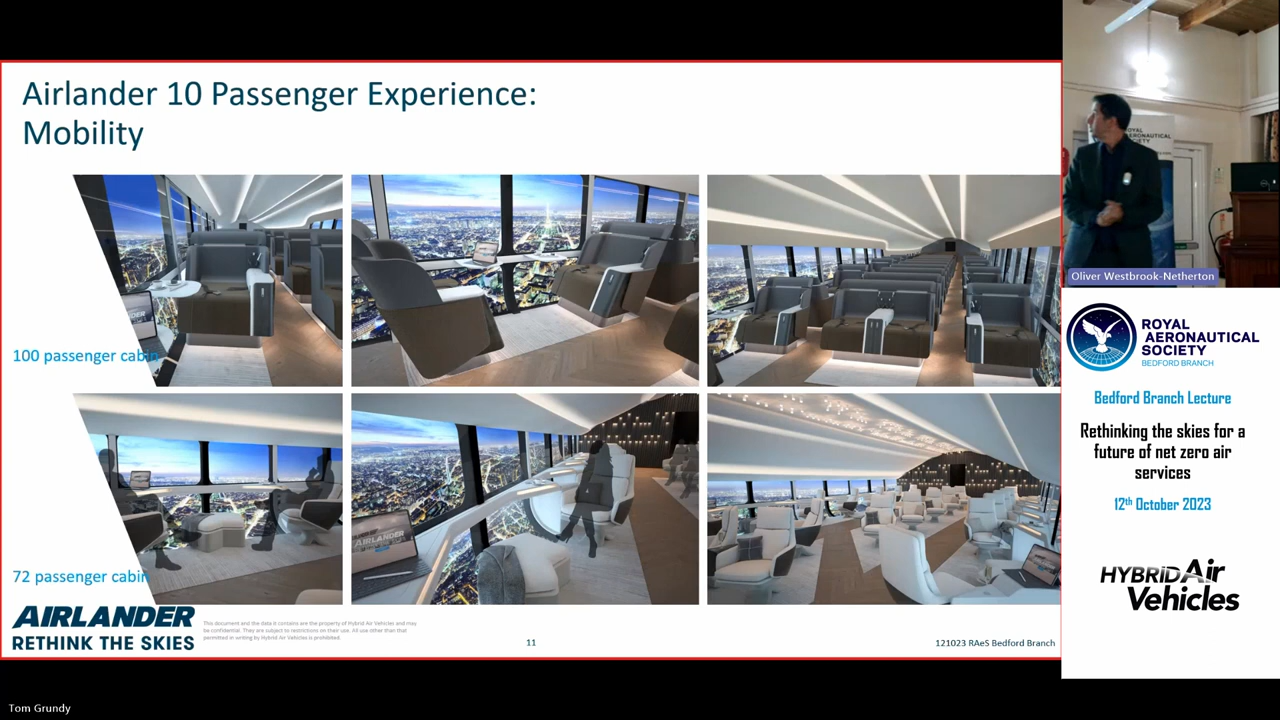 Airlander 10 Passenger Experience:
Mobility
100 passenger cabin
72 passenger cabin
AIRLANDER
RETHINK THE SKIES
This document and the data it contains are the property of Hybrid Air Vehicles and may
be confidential. They are subject to restrictions on their use. All use other than that
permitted in writing by Hybrid Air Vehicles is prohibited.
11
121023 RAeS Bedford Branch
ROYAL
AERONAUTICAL
SOCIETY
Oliver Westbrook-Netherton
ROYAL
AERONAUTICAL
SOCIETY
BEDFORD BRANCH
Bedford Branch Lecture
Rethinking the skies for a
future of net zero air
services
12th October 2023
HYBRID Air
Vehicles
Tom Grundy